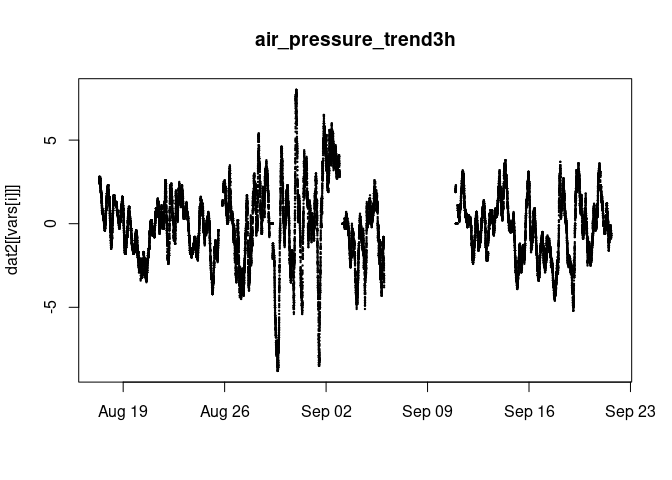 air_pressure_trend3h
dat2[[vars[i]]]
5
0
-5
Aug 19 Aug 26 Sep 02 Sep 09 Sep 16 Sep 23